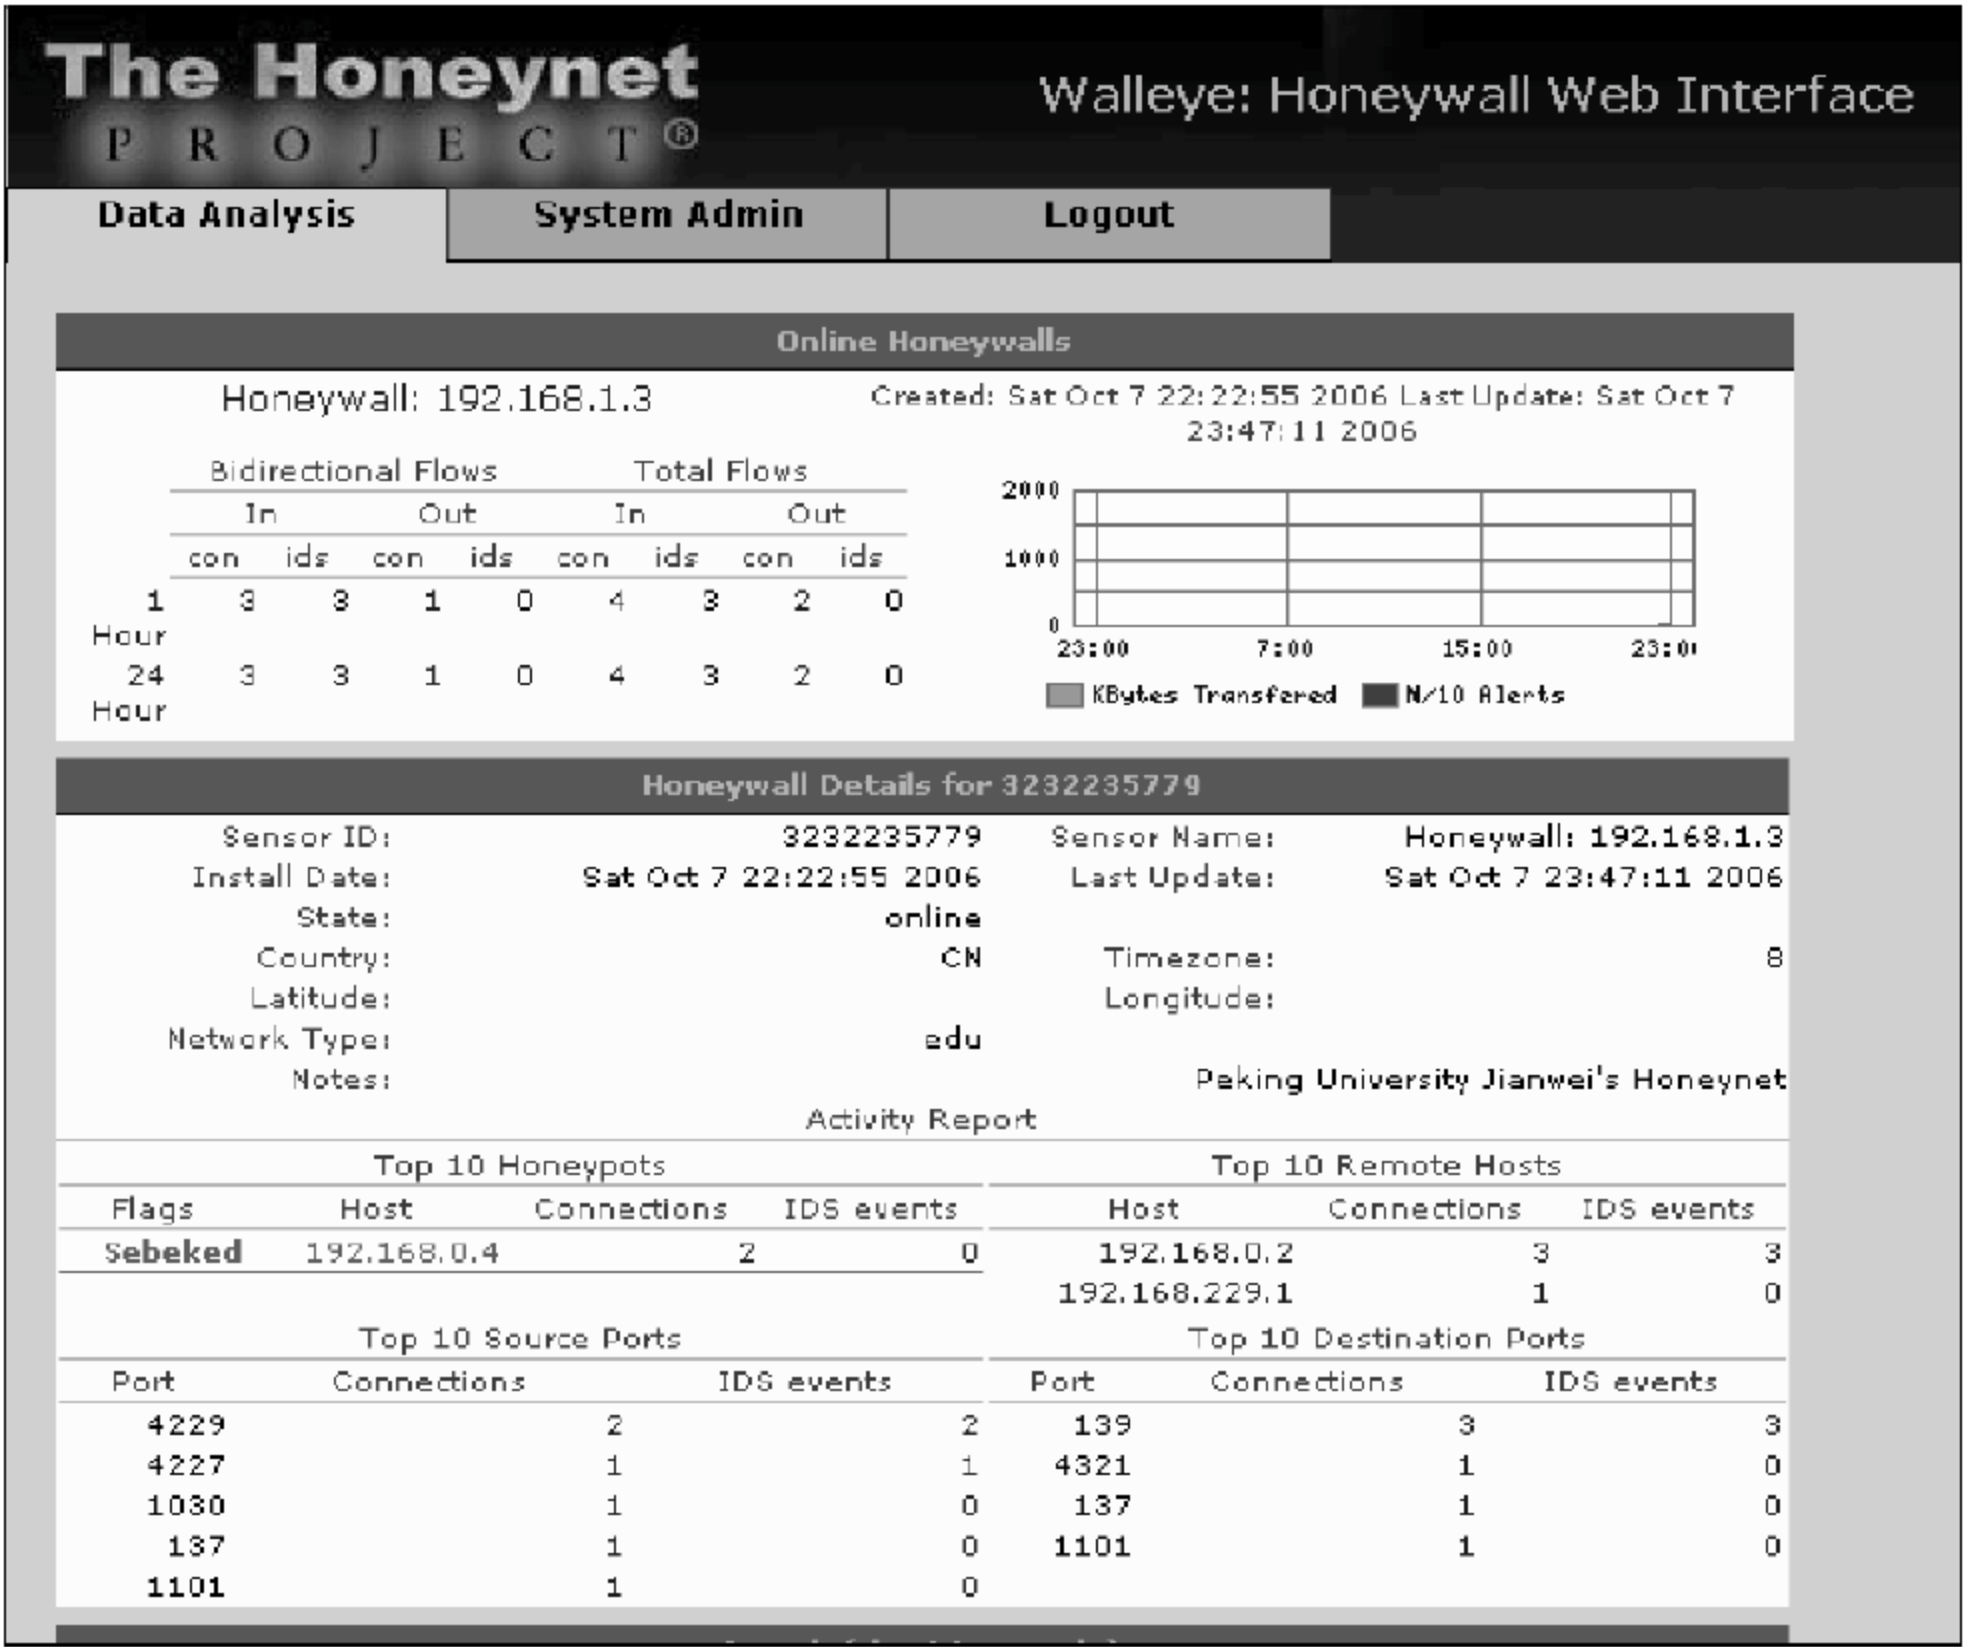 The Honeynet
PROJECT®
Walleye: Honeywall Web Interface
Data Analysis System Admin Logout
Online Honeywalls
Honeywall: 192.168.1.3
Created: Sat Oct 7 22:22:55 2006 Last Update: Sat Oct 7
23:47:11 2006
Bidirectional Flows Total Flows
In Out In Out
con ids con ids con ids con ids
1 3 3 1 0 4 3 2 0
Hour
24 3 3 1 0 4 3 2 0
Hour
2000
1000
0
23:00 7:00 15:00 23:0
KBytes Transfered N/10 Alerts
Honeywall Details for 3232235779
Sensor ID: 3232235779 Sensor Name: Honeywall: 192.168.1.3
Install Date: Sat Oct 7 22:22:55 2006 Last Update: Sat Oct 7 23:47:11 2006
State: online
Country: CN Timezone: 8
Latitude: Longitude:
Network Type: edu
Notes: Peking University Jianwei's Honeynet
Activity Report
Top 10 Honeypots Top 10 Remote Hosts
Flags Host Connections IDS events Host Connections IDS events
Sebeked 192.168.0.4 2 0 192.168.0.2 3 3
192.168.229.1 1 0
Top 10 Source Ports Top 10 Destination Ports
Port Connections IDS events Port Connections IDS events
4229 2 2 139 3 3
4227 1 1 4321 1 0
1030 1 0 137 1 0
137 1 0 1101 1 0
1101 1 0